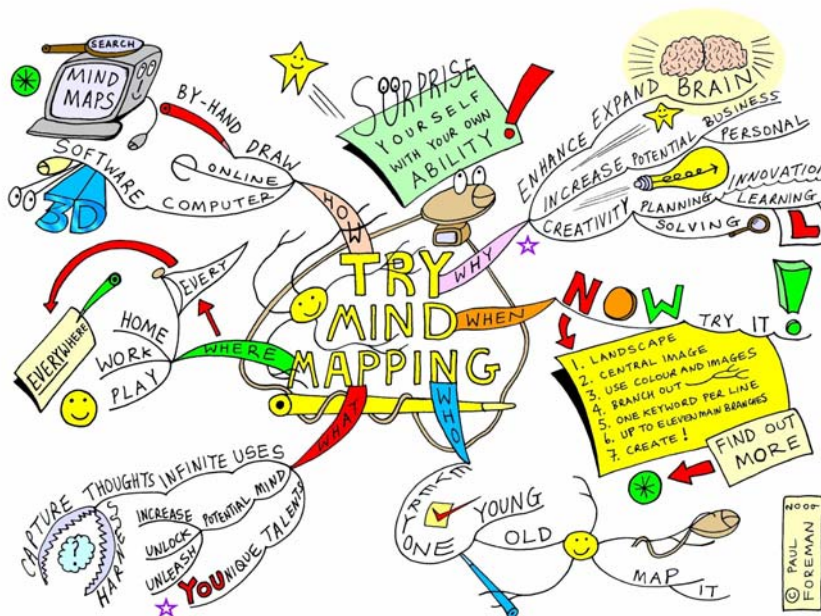 TRY
MIND
MAPPING
HOW
BY-HAND DRAW
ONLINE
COMPUTER
SOFTWARE
3D
SEARCH
MIND
MAPS
SURPRISE
YOURSELF
WITH YOUR OWN
ABILITY!
WHY
ENHANCE EXPAND BRAIN
INCREASE POTENTIAL BUSINESS
PERSONAL
CREATIVITY PLANNING INNOVATION
LEARNING
SOLVING
L
WHEN
NOW
TRY IT!
1. LANDSCAPE
2. CENTRAL IMAGE
3. USE COLOUR AND IMAGES
4. BRANCH OUT
5. ONE KEYWORD PER LINE
6. UP TO ELEVEN MAIN BRANCHES
7. CREATE!
FIND OUT
MORE
WHO
EVERYONE
YOUNG
OLD
MAP IT
WHAT
INFINITE USES
CAPTURE THOUGHTS
HARNESS
?
POTENTIAL MIND
INCREASE
UNLOCK
UNLEASH
YOUNIQUE TALENTS
WHERE
EVERY
EVERYWHERE
HOME
WORK
PLAY
© PAUL
FOREMAN
2009